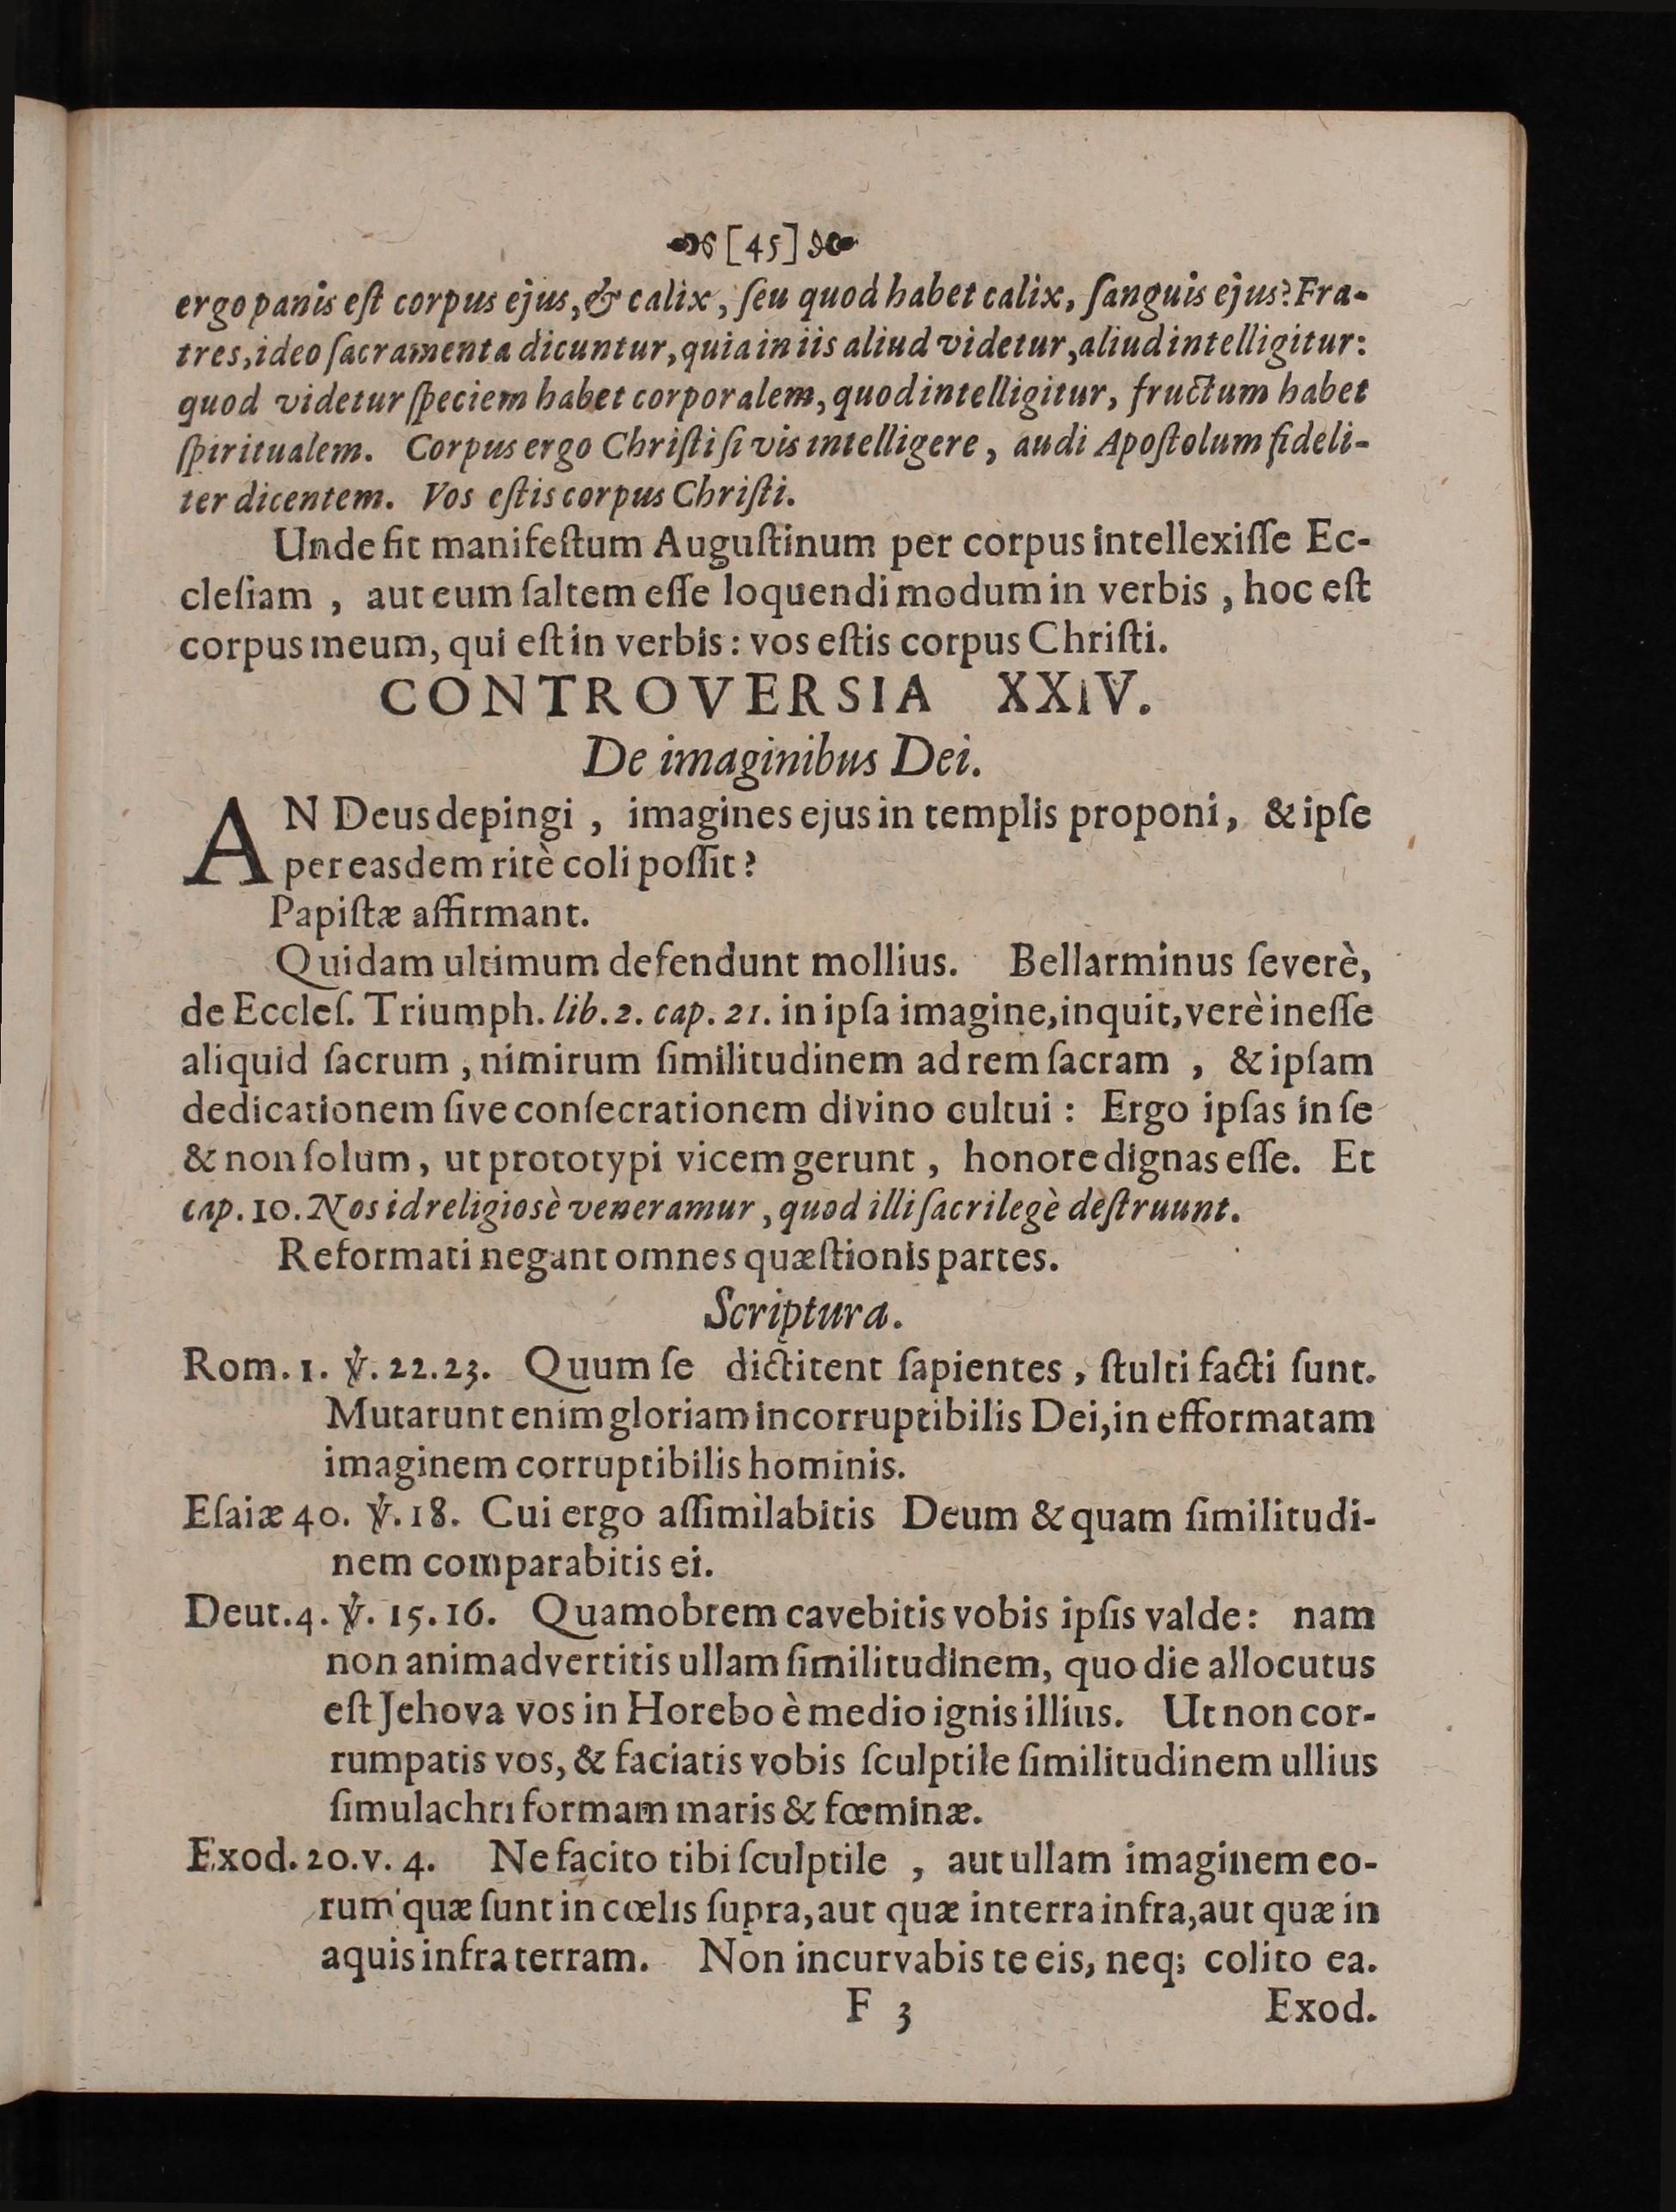 [45]
ergo panis eſt corpus ejus, & calix, ſeu quod habet calix, ſanguis ejus? Fra-
tres, ideo ſacramenta dicuntur, quia in iis aliud videtur, aliud intelligitur:
quod videtur ſpeciem habet corporalem, quod intelligitur, fructum habet
ſpiritualem. Corpus ergo Chriſti ſi vis intelligere, audi Apoſtolum fideli-
ter dicentem. Vos eſtis corpus Chriſti.
Unde fit manifeſtum Auguſtinum per corpus intellexiſſe Ec-
cleſiam, aut eum ſaltem eſſe loquendi modum in verbis, hoc eſt
corpus meum, qui eſt in verbis: vos eſtis corpus Chriſti.
CONTROVERSIA XXIV.
De imaginibus Dei.
AN Deus depingi, imagines ejus in templis proponi, & ipſe
per easdem ritè coli poſſit?
Papiſtæ affirmant.
Quidam ultimum defendunt mollius. Bellarminus ſeverè,
de Eccleſ. Triumph. lib. 2. cap. 21. in ipſa imagine, inquit, verè ineſſe
aliquid ſacrum, nimirum ſimilitudinem ad rem ſacram, & ipſam
dedicationem ſive conſecrationem divino cultui: Ergo ipſas in ſe
& non ſolum, ut prototypi vicem gerunt, honore dignas eſſe. Et
cap. 10. Nos id religiosè veneramur, quod illi ſacrilegè deſtruunt.
Reformati negant omnes quæſtionis partes.
Scriptura.
Rom. 1. ℣. 22. 23. Quum ſe dictitent ſapientes, ſtulti facti ſunt.
Mutarunt enim gloriam incorruptibilis Dei, in efformatam
imaginem corruptibilis hominis.
Eſaiæ 40. ℣. 18. Cui ergo aſſimilabitis Deum & quam ſimilitudi-
nem comparabitis ei.
Deut. 4. ℣. 15. 16. Quamobrem cavebitis vobis ipſis valde: nam
non animadvertitis ullam ſimilitudinem, quo die allocutus
eſt Jehova vos in Horebo è medio ignis illius. Ut non cor-
rumpatis vos, & faciatis vobis ſculptile ſimilitudinem ullius
ſimulachri formam maris & fœminæ.
Exod. 20. v. 4. Ne facito tibi ſculptile, aut ullam imaginem eo-
rum quæ ſunt in cœlis ſupra, aut quæ in terra infra, aut quæ in
aquis infra terram. Non incurvabis te eis, neq; colito ea.
F 3 Exod.